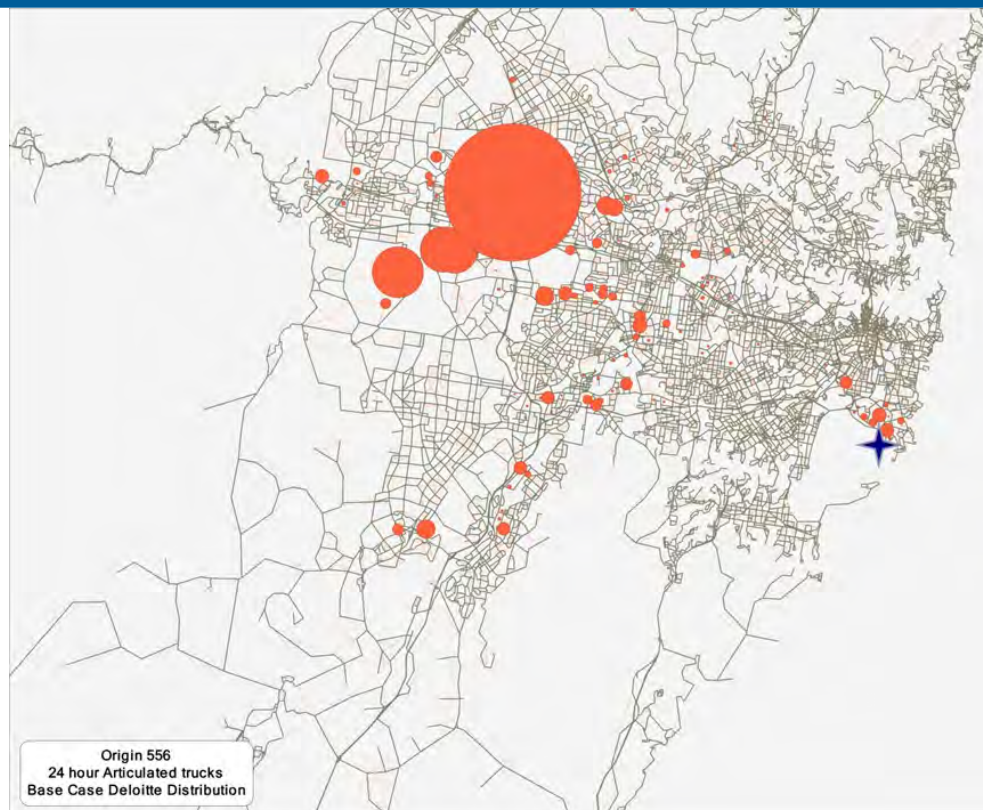 Origin 556
24 hour Articulated trucks
Base Case Deloitte Distribution